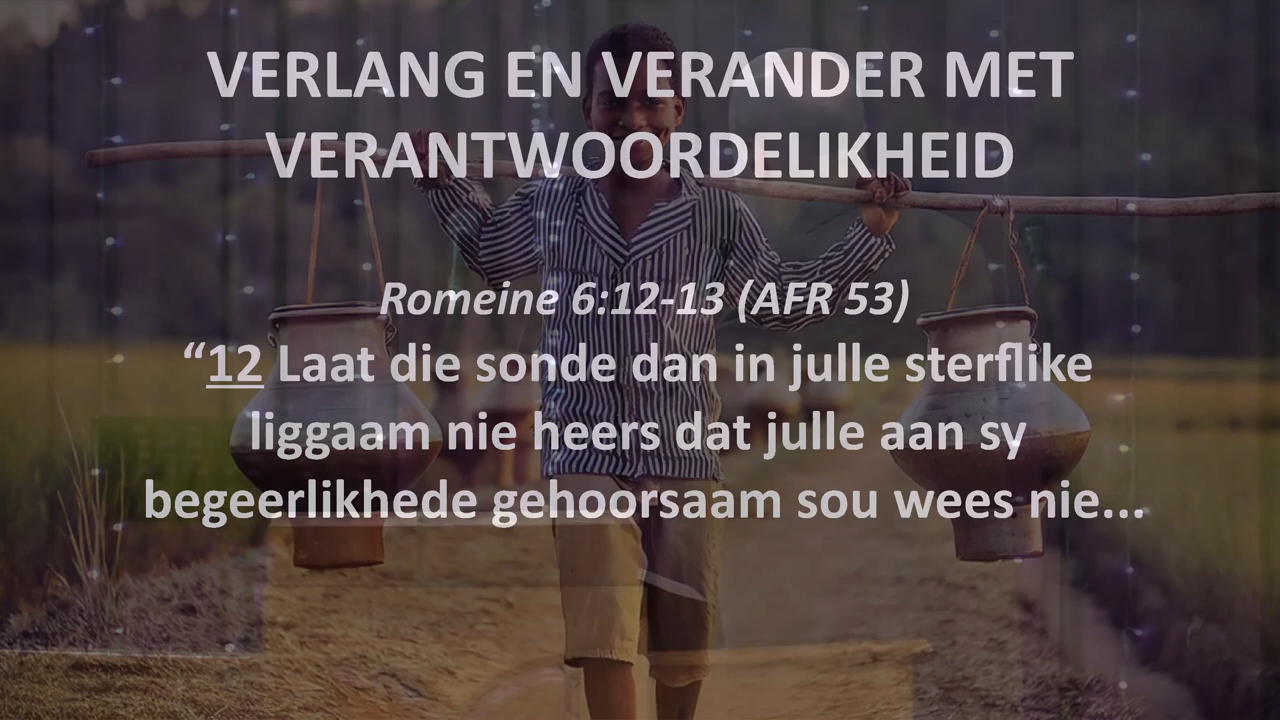 VERLANG EN VERANDER MET
VERANTWOORDELIKHEID
Romeine 6:12-13 (AFR 53)
“12 Laat die sonde dan in julle sterflike
liggaam nie heers dat julle aan sy
begeerlikhede gehoorsaam sou wees nie...